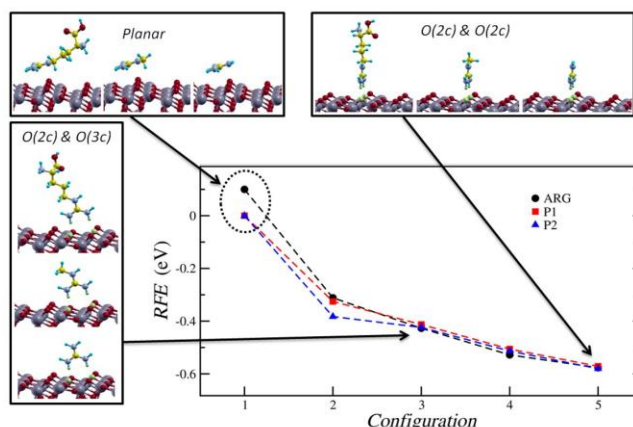 Planar
O(2c) & O(2c)
O(2c) & O(3c)
ARG
P1
P2
0
-0.2
-0.4
-0.6
RFE (eV)
1
2
3
4
5
Configuration